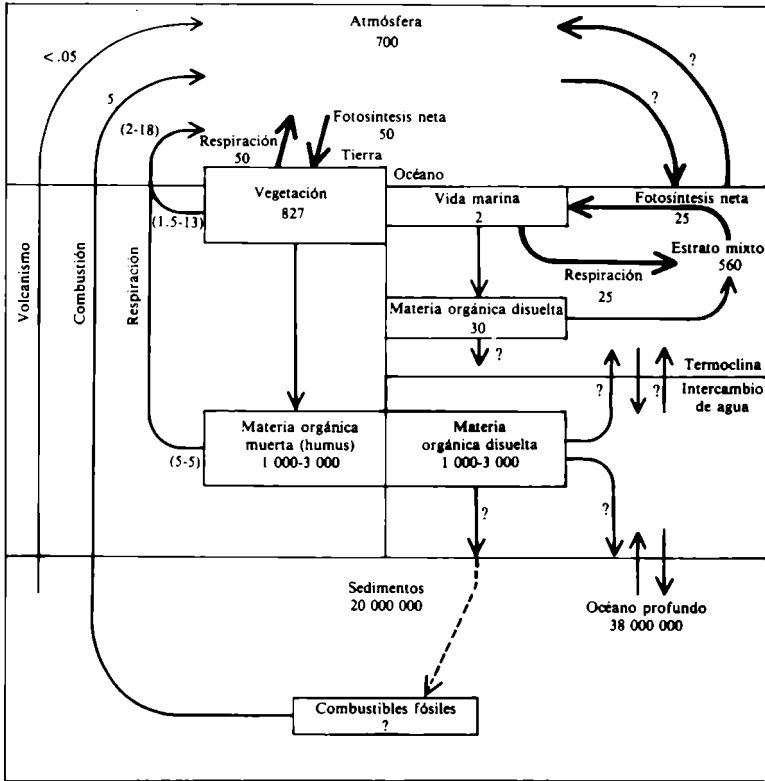 Atmósfera
700
< .05
5
(2-18)
?
?
Respiración
50
Fotosíntesis neta
50
Tierra
Océano
Vegetación
827
(1.5-13)
Vida marina
2
Fotosíntesis neta
25
Estrato mixto
560
Respiración
25
Volcanismo
Combustión
Respiración
Materia orgánica disuelta
30
?
Termoclina
?
?
Intercambio
de agua
Materia orgánica
muerta (humus)
1 000-3 000
(5-5)
Materia
orgánica disuelta
1 000-3 000
?
?
Sedimentos
20 000 000
Océano profundo
38 000 000
Combustibles fósiles
?